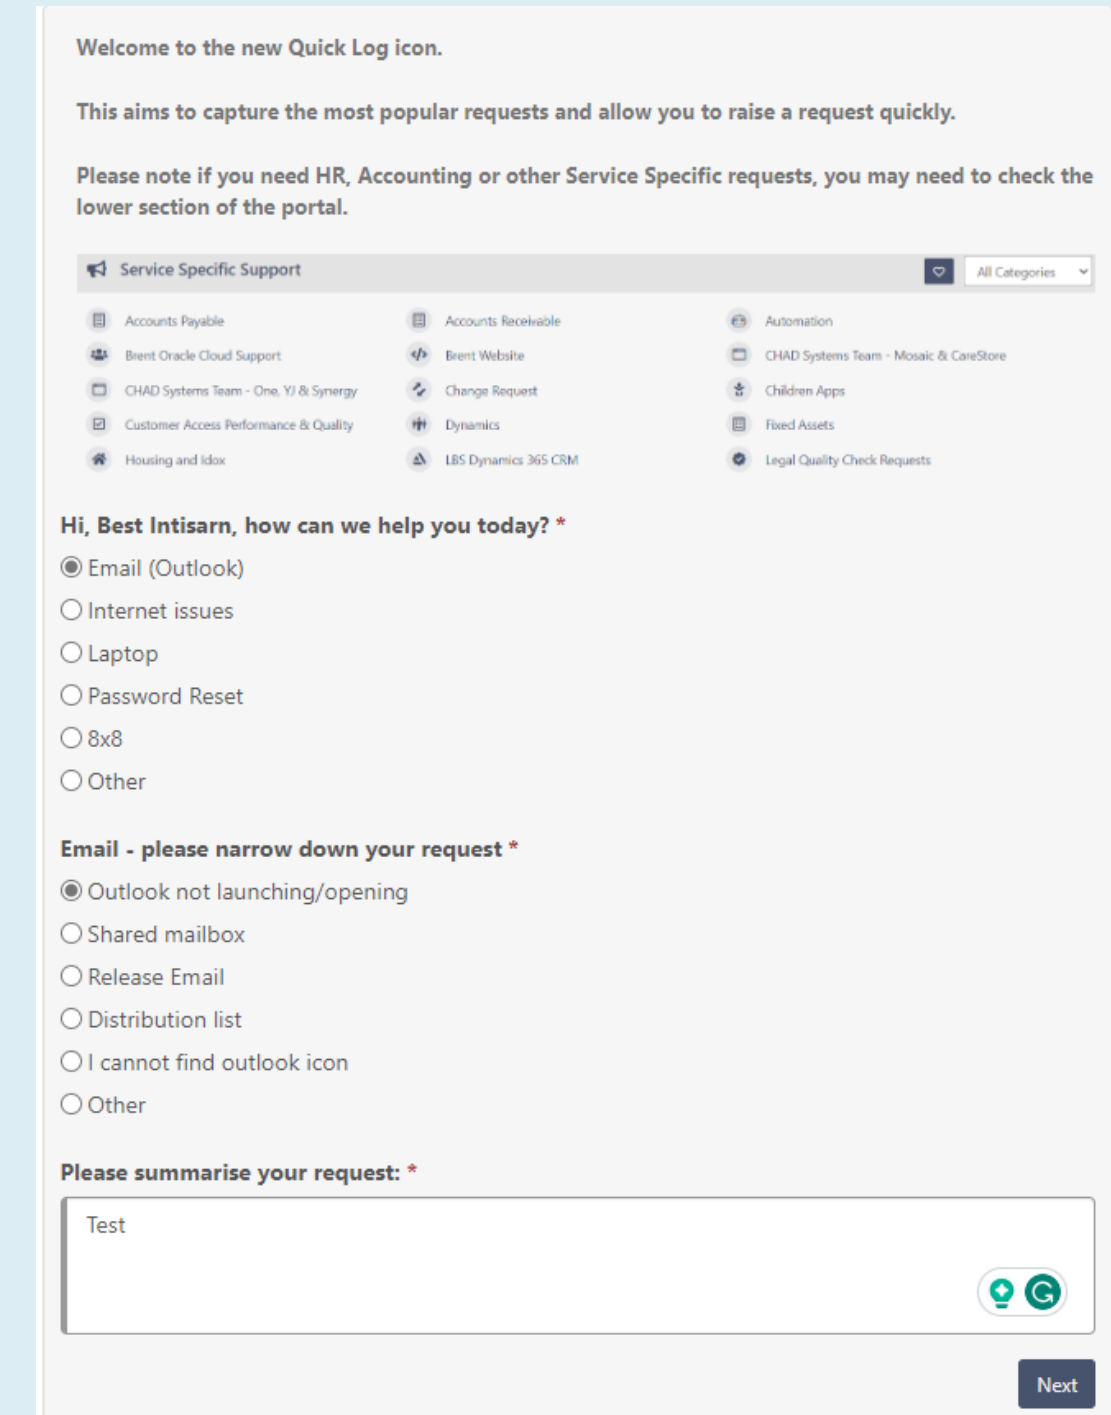 Welcome to the new Quick Log icon.
This aims to capture the most popular requests and allow you to raise a request quickly.
Please note if you need HR, Accounting or other Service Specific requests, you may need to check the
lower section of the portal.
Service Specific Support
All Categories
Accounts Payable
Accounts Receivable
Automation
Brent Oracle Cloud Support
Brent Website
CHAD Systems Team - Mosaic & CareStore
CHAD Systems Team - One, YJ & Synergy
Change Request
Children Apps
Customer Access Performance & Quality
Dynamics
Fixed Assets
Housing and Idox
LBS Dynamics 365 CRM
Legal Quality Check Requests
Hi, Best Intisarn, how can we help you today? *
Email (Outlook)
Internet issues
Laptop
Password Reset
8x8
Other
Email - please narrow down your request *
Outlook not launching/opening
Shared mailbox
Release Email
Distribution list
I cannot find outlook icon
Other
Please summarise your request: *
Test
Next